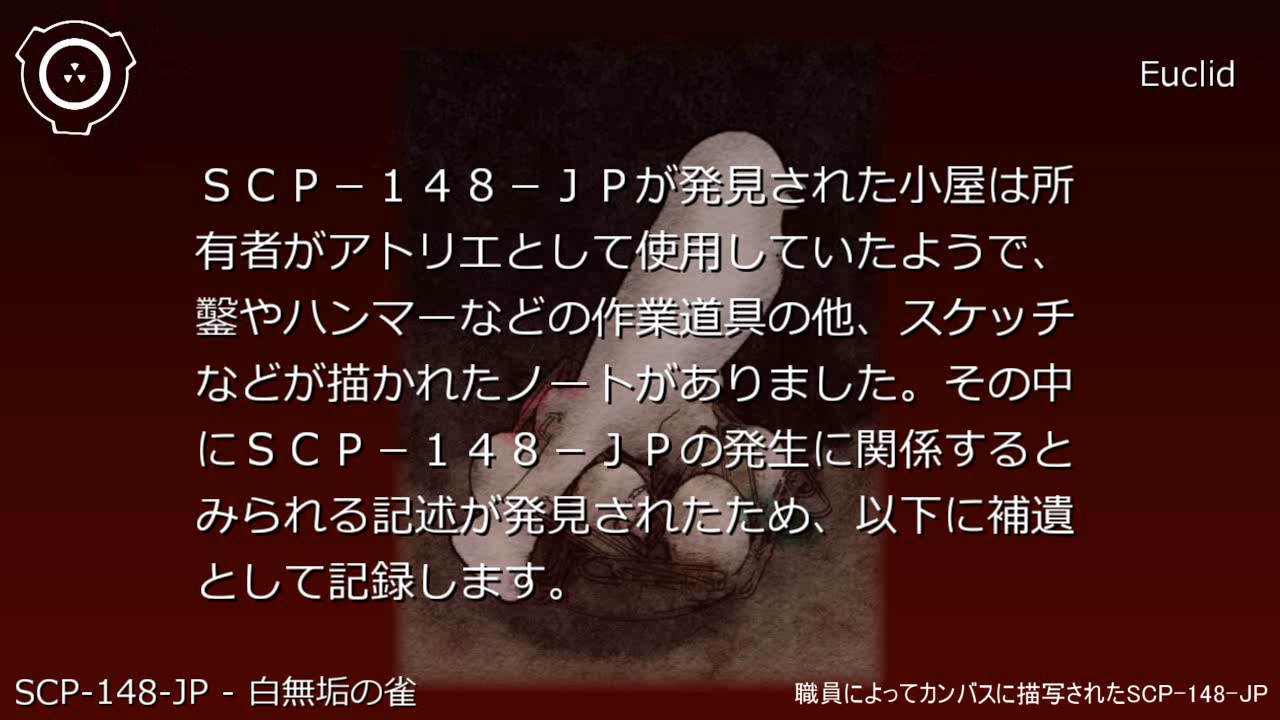 Euclid
ＳＣＰ－１４８－ＪＰが発見された小屋は所
有者がアトリエとして使用していたようで、
鑿やハンマーなどの作業道具の他、スケッチ
などが描かれたノートがありました。その中
にＳＣＰ－１４８－ＪＰの発生に関係すると
みられる記述が発見されたため、以下に補遺
として記録します。
SCP-148-JP - 白無垢の雀
職員によってカンバスに描写されたSCP-148-JP